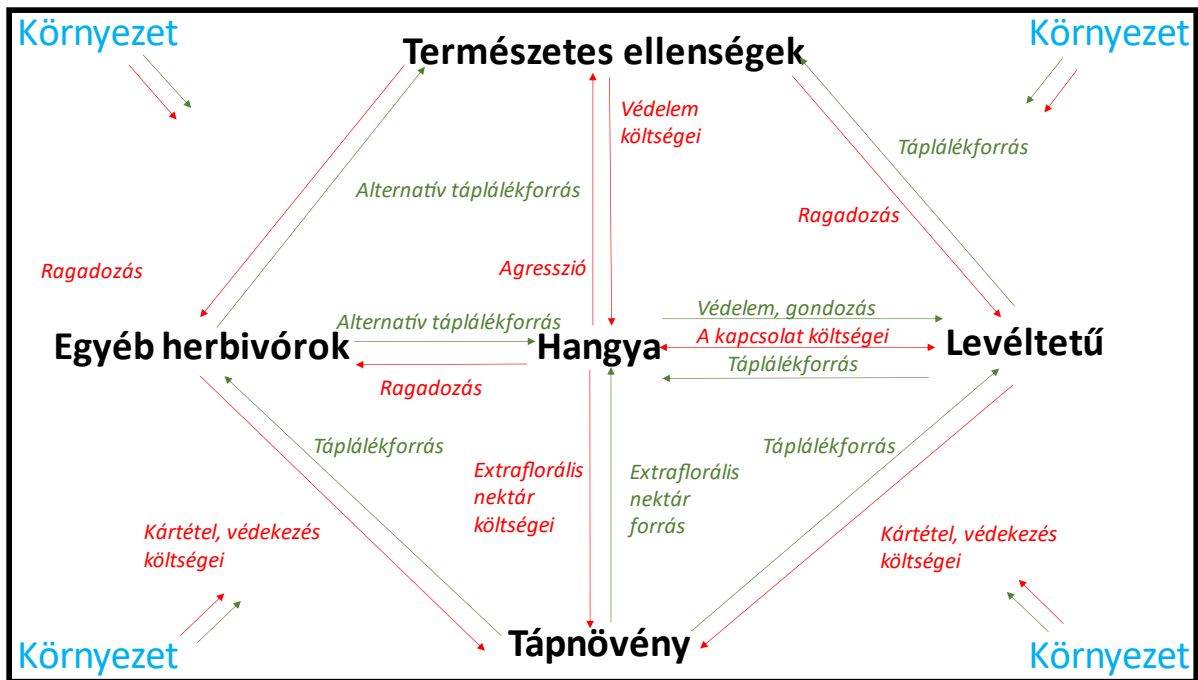 Környezet
Környezet
Természetes ellenségek
Védelem
költségei
Táplálékforrás
Alternatív táplálékforrás
Ragadozás
Ragadozás
Agresszió
Védelem, gondozás
Alternatív táplálékforrás
A kapcsolat költségei
Egyéb herbivórok
Hangya
Levéltetű
Táplálékforrás
Ragadozás
Táplálékforrás
Táplálékforrás
Extraflorális
nektár
költségei
Extraflorális
nektár
forrás
Kártétel, védekezés
költségei
Kártétel, védekezés
költségei
Tápnövény
Környezet
Környezet